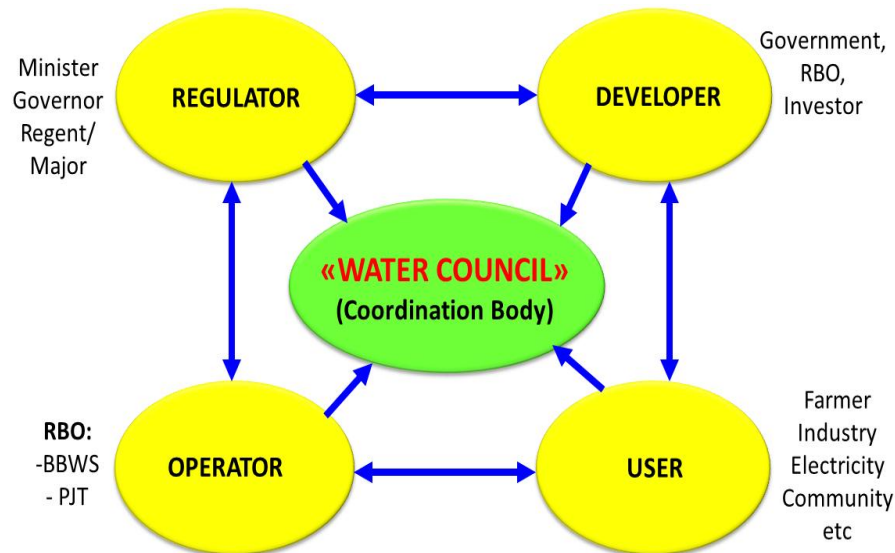 Minister
Governor
Regent/
Major
REGULATOR
DEVELOPER
Government,
RBO,
Investor
«WATER COUNCIL»
(Coordination Body)
RBO:
-BBWS
- PJT
OPERATOR
USER
Farmer
Industry
Electricity
Community
etc